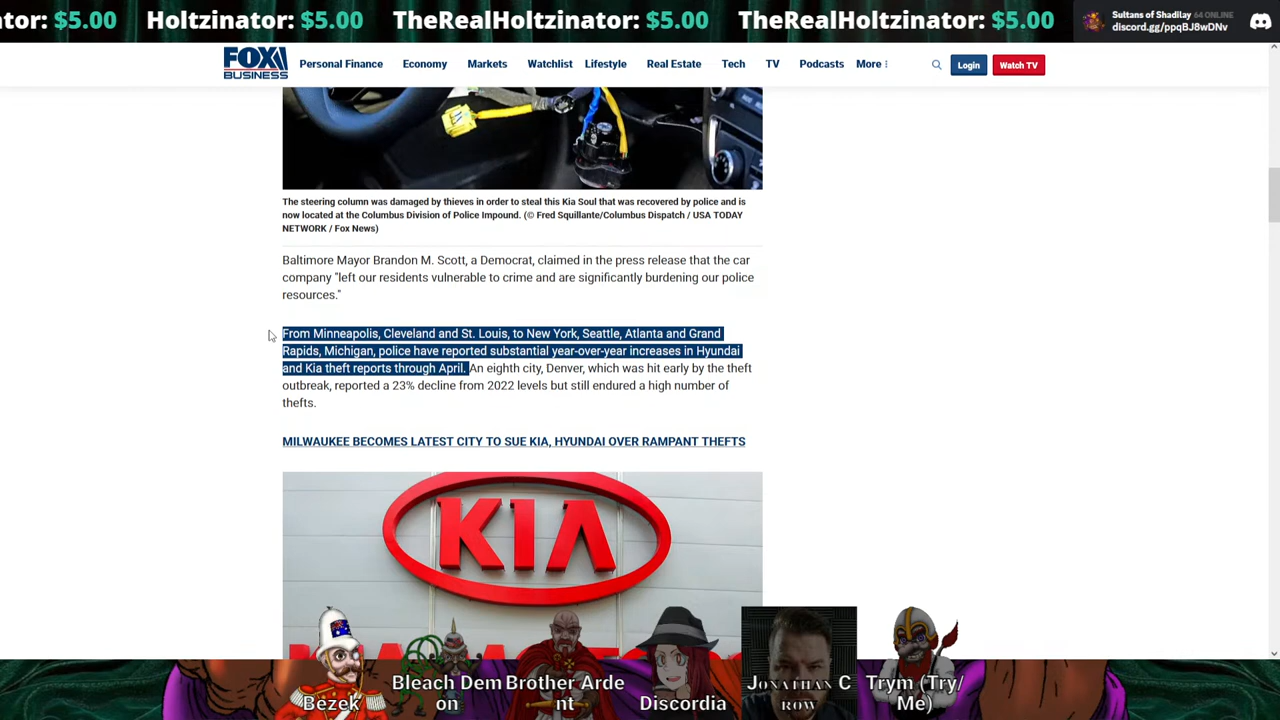 tor: $5.00 Holtzinator: $5.00 TheRealHoltzinator: $5.00 TheRealHoltzinator: $5.00
Sultans of Shadilay 64 ONLINE
discord.gg/ppqBJ8wDNv
FOX
BUSINESS
Personal Finance Economy Markets Watchlist Lifestyle Real Estate Tech TV Podcasts More Login Watch TV
The steering column was damaged by thieves in order to steal this Kia Soul that was recovered by police and is
now located at the Columbus Division of Police Impound. (© Fred Squillante/Columbus Dispatch / USA TODAY
NETWORK / Fox News)
Baltimore Mayor Brandon M. Scott, a Democrat, claimed in the press release that the car
company "left our residents vulnerable to crime and are significantly burdening our police
resources."
From Minneapolis, Cleveland and St. Louis, to New York, Seattle, Atlanta and Grand
Rapids, Michigan, police have reported substantial year-over-year increases in Hyundai
and Kia theft reports through April. An eighth city, Denver, which was hit early by the theft
outbreak, reported a 23% decline from 2022 levels but still endured a high number of
thefts.
MILWAUKEE BECOMES LATEST CITY TO SUE KIA, HYUNDAI OVER RAMPANT THEFTS
KIA
Bezek
Bleach Dem
on
Brother Arde
nt
Discordia
Jonathan C
row
Trym (Try/
Me)